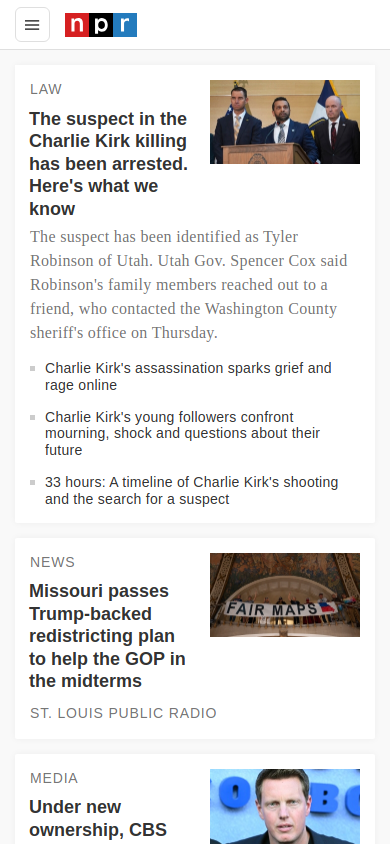 npr
LAW
The suspect in the
Charlie Kirk killing
has been arrested.
Here's what we
know
The suspect has been identified as Tyler
Robinson of Utah. Utah Gov. Spencer Cox said
Robinson's family members reached out to a
friend, who contacted the Washington County
sheriff's office on Thursday.
Charlie Kirk's assassination sparks grief and
rage online
Charlie Kirk's young followers confront
mourning, shock and questions about their
future
33 hours: A timeline of Charlie Kirk's shooting
and the search for a suspect
NEWS
Missouri passes
Trump-backed
redistricting plan
to help the GOP in
the midterms
FAIR MAPS
ST. LOUIS PUBLIC RADIO
MEDIA
Under new
ownership, CBS